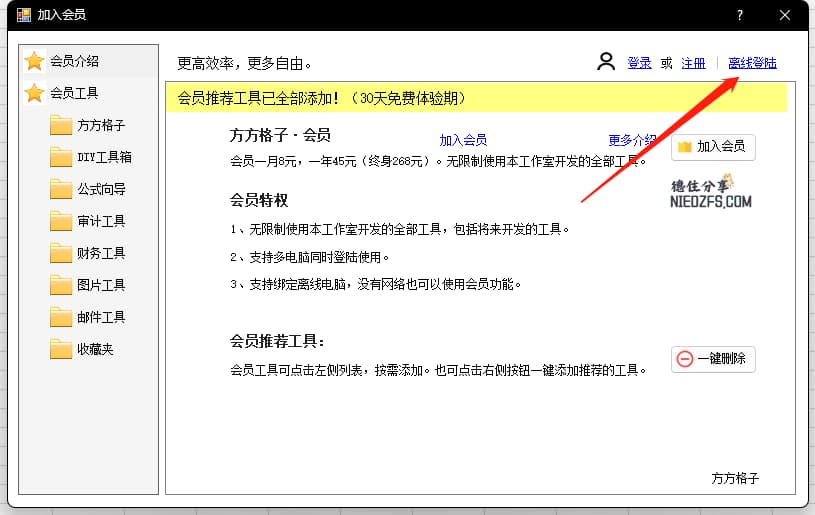 加入会员
?
会员介绍
会员工具
方方格子
DIY工具箱
公式向导
审计工具
财务工具
图片工具
邮件工具
收藏夹
更高效率，更多自由。
登录 或 注册 | 离线登陆
会员推荐工具已全部添加！（30天免费体验期）
方方格子 - 会员 加入会员 更多介绍
加入会员
会员一月8元，一年45元（终身268元）。无限制使用本工作室开发的全部工具。
德住分享
NIEDZFS.COM
会员特权
1、无限制使用本工作室开发的全部工具，包括将来开发的工具。
2、支持多电脑同时登陆使用。
3、支持绑定离线电脑，没有网络也可以使用会员功能。
会员推荐工具：
一键删除
会员工具可点击左侧列表，按需添加。也可点击右侧按钮一键添加推荐的工具。
方方格子